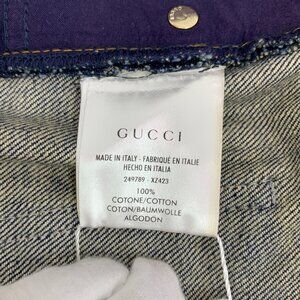 GUCCI
MADE IN ITALY - FABRIQUÉ EN ITALIE
HECHO EN ITALIA
249789 - XZ423
100%
COTONE/COTTON
COTON/BAUMWOLLE
ALGODON